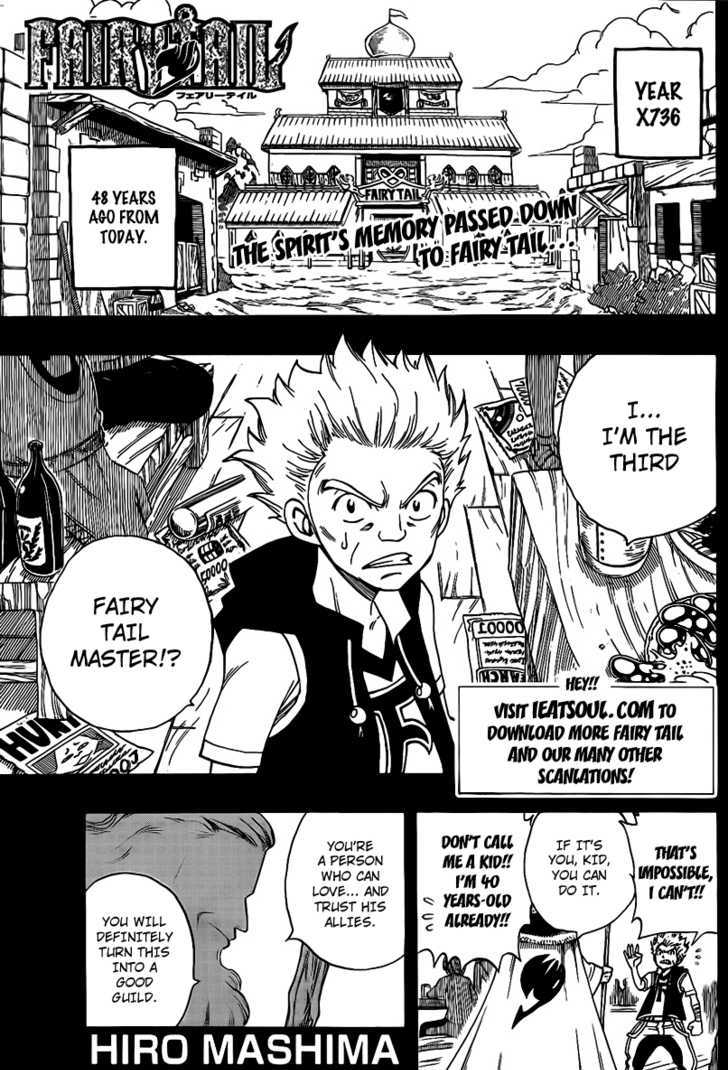 FAIRY TAIL
フェアリーテイル
YEAR
X736
48 YEARS
AGO FROM
TODAY.
FAIRY TAIL
THE SPIRIT'S MEMORY PASSED DOWN
TO FAIRY TAIL...
I...
I'M THE
THIRD
FAIRY
TAIL
MASTER!?
50000
10000
HUNT
HEY!!
VISIT IEATSOUL.COM TO
DOWNLOAD MORE FAIRY TAIL
AND OUR MANY OTHER
SCANLATIONS!
THAT'S
IMPOSSIBLE,
I CAN'T!!
IF IT'S
YOU, KID,
YOU CAN
DO IT.
DON'T CALL
ME A KID!!
I'M 40
YEARS-OLD
ALREADY!!
YOU'RE
A PERSON
WHO CAN
LOVE... AND
TRUST HIS
ALLIES.
YOU WILL
DEFINITELY
TURN THIS
INTO A
GOOD
GUILD.
HIRO MASHIMA